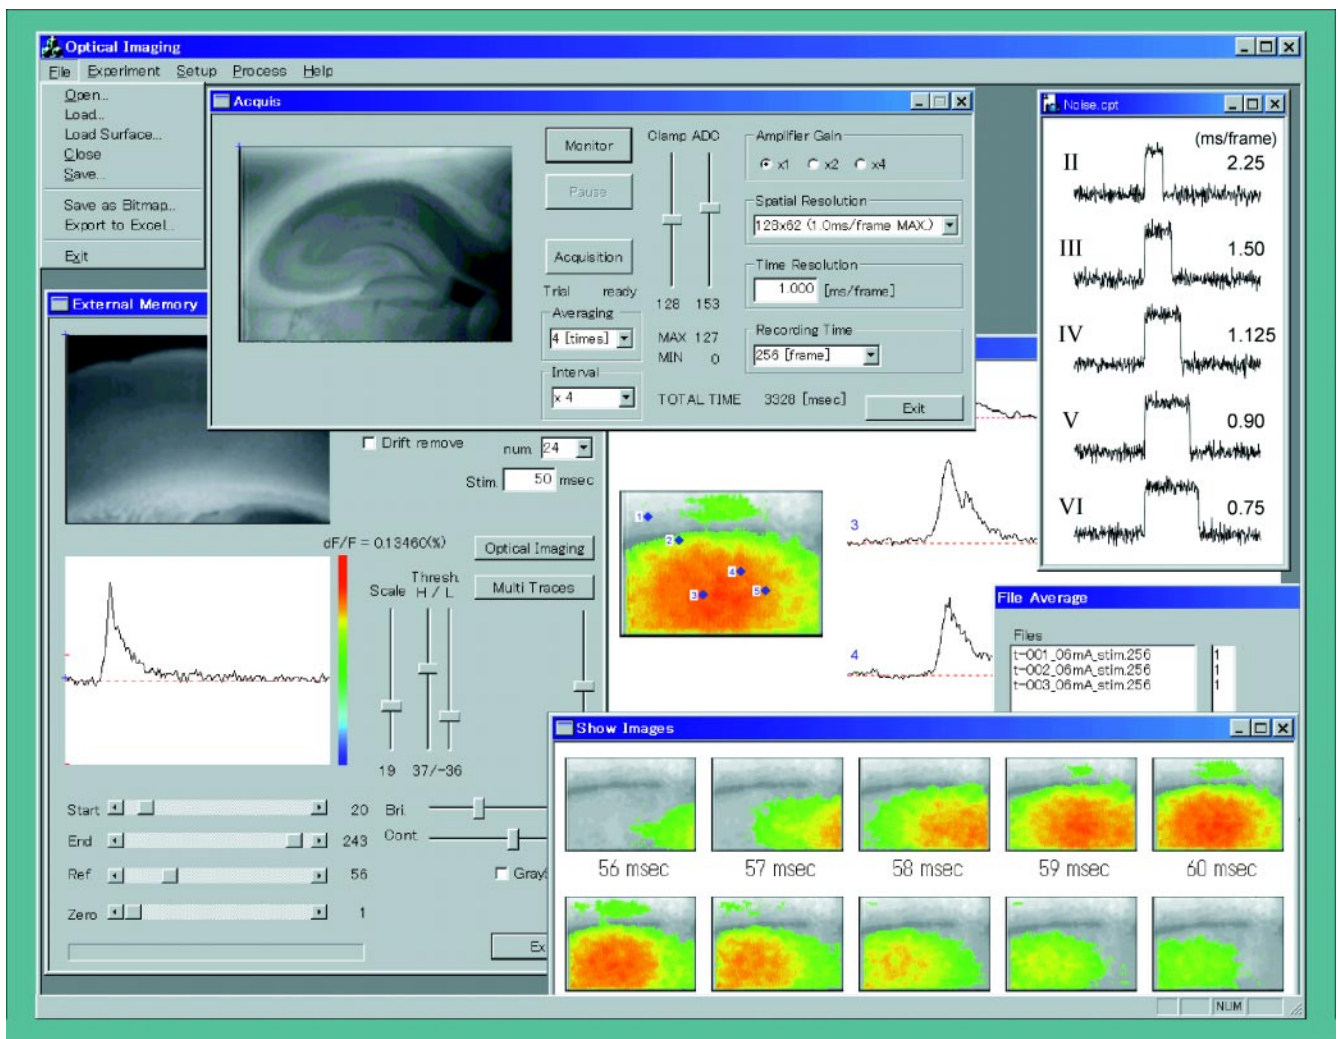 Optical Imaging
File Experiment Setup Process Help
Open...
Load...
Load Surface...
Close
Save...
Save as Bitmap...
Export to Excel...
Exit
Acquis
Monitor
Pause
Acquisition
Trial ready
Averaging
4 [times]
Interval
x 4
Clamp ADC
128 153
MAX 127
MIN 0
TOTAL TIME 3328 [msec]
Amplifier Gain
x1 x2 x4
Spatial Resolution
128x62 (1.0ms/frame MAX.)
Time Resolution
1.000 [ms/frame]
Recording Time
256 [frame]
Exit
Noise.cpt
(ms/frame)
II 2.25
III 1.50
IV 1.125
V 0.90
VI 0.75
External Memory
Drift remove
num. 24
Stim. 50 msec
dF/F = 0.13460(%)
Optical Imaging
Multi Traces
Scale Thresh. H / L
19 37/-36
Start 20
End 243
Ref 56
Zero 1
Bri.
Cont.
Gray
Ex
1
2
3
4
5
3
4
File Average
Files
t-001_06mA_stim.256 1
t-002_06mA_stim.256 1
t-003_06mA_stim.256 1
Show Images
56 msec 57 msec 58 msec 59 msec 60 msec
NUM